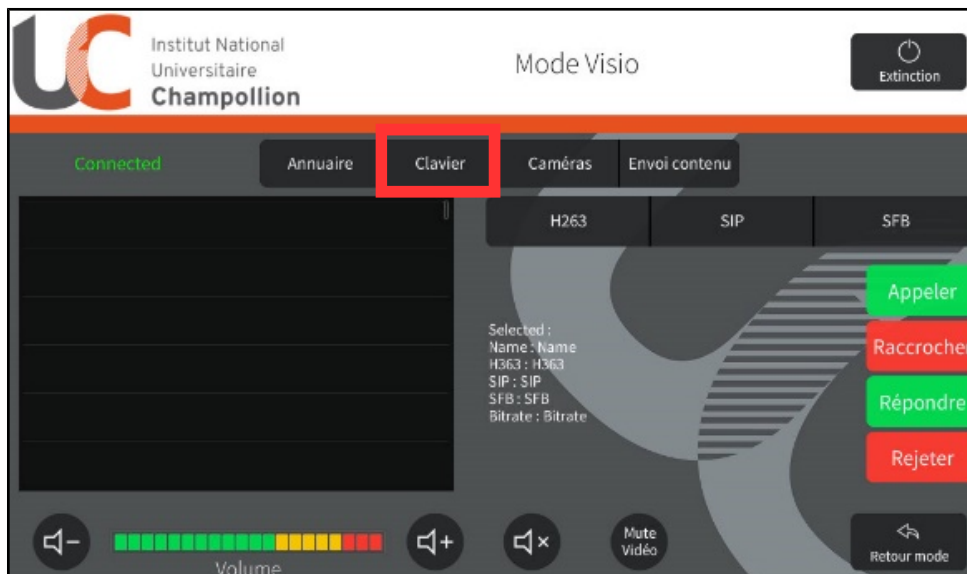 UC
Institut National
Universitaire
Champollion
Mode Visio
Extinction
Connected
Annuaire
Clavier
Caméras
Envoi contenu
H263
SIP
SFB
Selected :
Name : Name
H363 : H363
SIP : SIP
SFB : SFB
Bitrate : Bitrate
Appeler
Raccrocher
Répondre
Rejeter
Volume
Mute
Vidéo
Retour mode